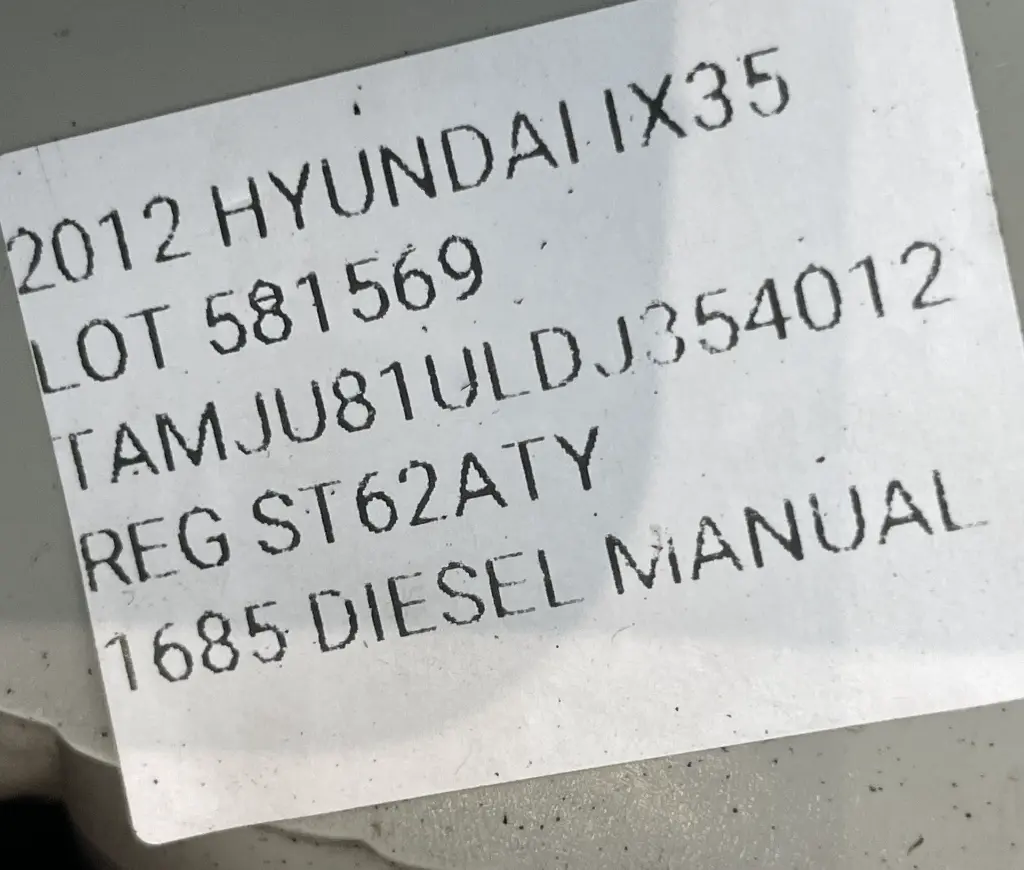 2012 HYUNDAI IX35
LOT 581569
TAMJU81ULDJ354012
REG ST62ATY
1685 DIESEL MANUAL